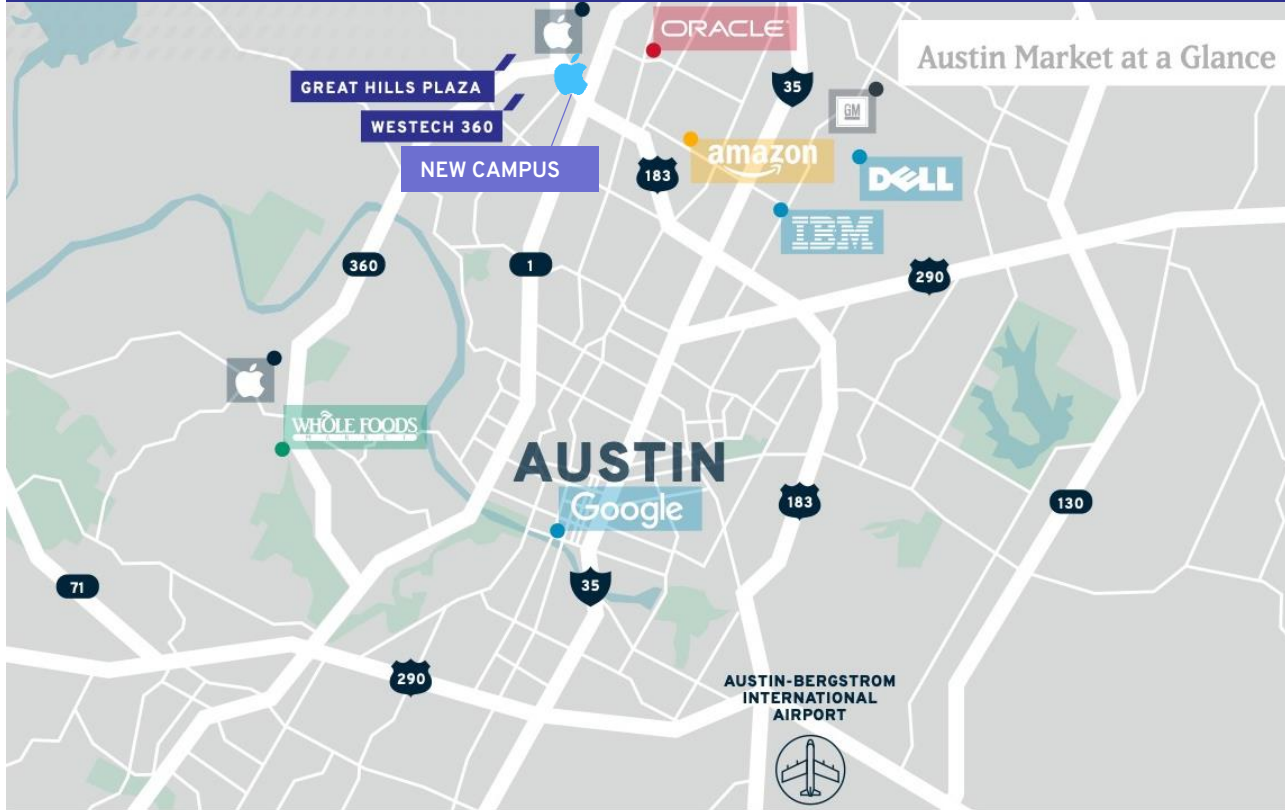 ORACLE
Austin Market at a Glance
GREAT HILLS PLAZA
35
GM
WESTECH 360
amazon
NEW CAMPUS
183
DELL
IBM
360
1
290
WHOLE FOODS
MARKET
AUSTIN
Google
183
130
71
35
290
AUSTIN-BERGSTROM
INTERNATIONAL
AIRPORT